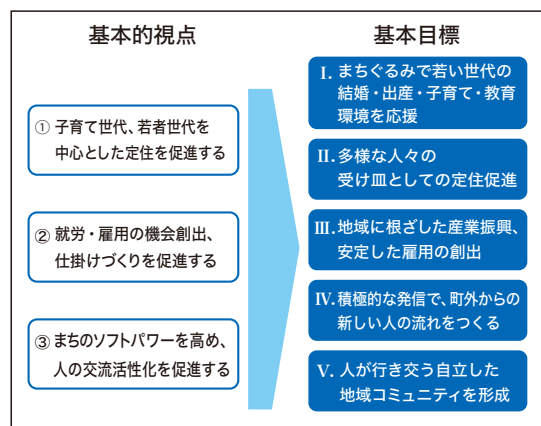 基本的視点
① 子育て世代、若者世代を
中心とした定住を促進する
② 就労・雇用の機会創出、
仕掛けづくりを促進する
③ まちのソフトパワーを高め、
人の交流活性化を促進する
基本目標
I. まちぐるみで若い世代の
結婚・出産・子育て・教育
環境を応援
II. 多様な人々の
受け皿としての定住促進
III. 地域に根ざした産業振興、
安定した雇用の創出
IV. 積極的な発信で、町外からの
新しい人の流れをつくる
V. 人が行き交う自立した
地域コミュニティを形成